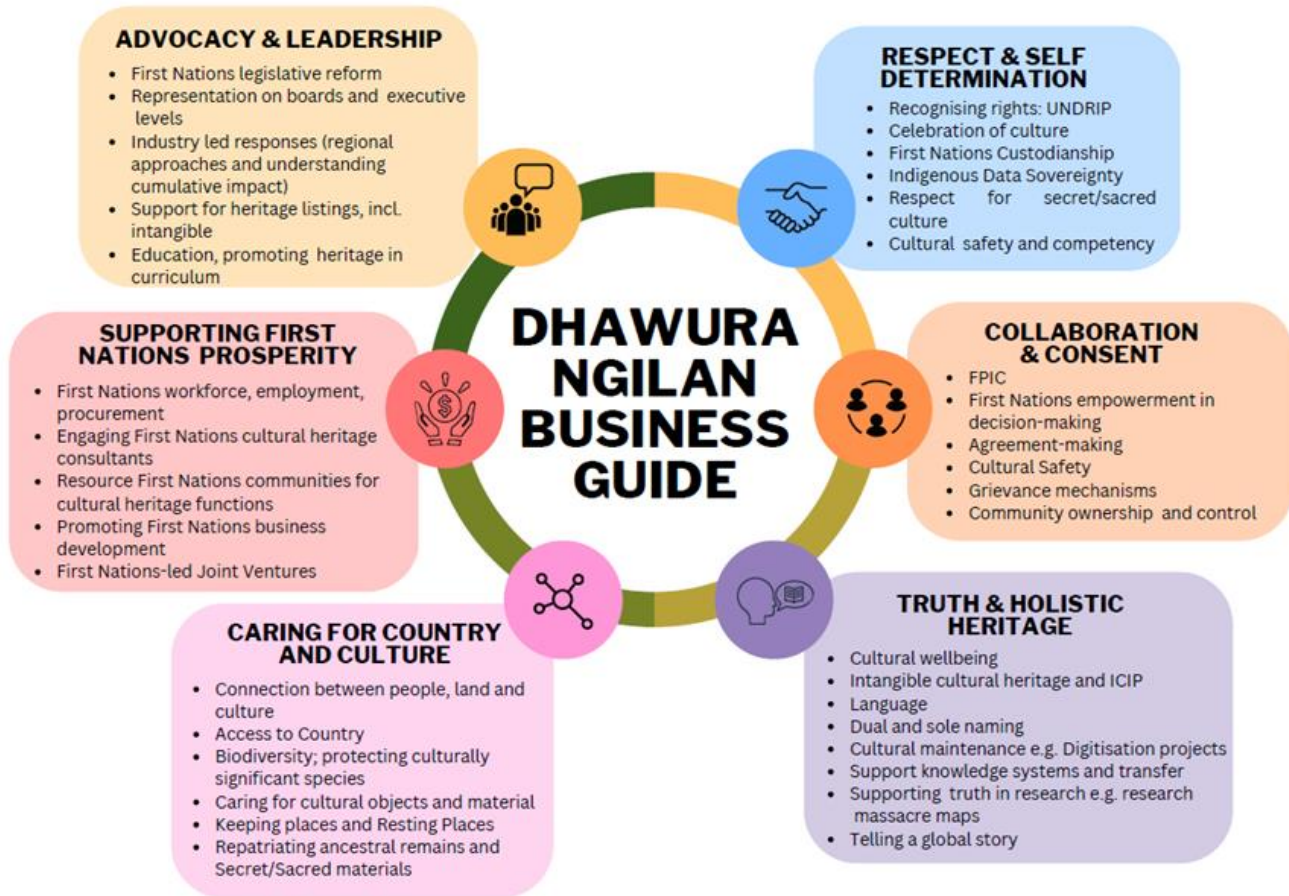 ADVOCACY & LEADERSHIP
• First Nations legislative reform
• Representation on boards and executive
levels
• Industry led responses (regional
approaches and understanding
cumulative impact)
• Support for heritage listings, incl.
intangible
• Education, promoting heritage in
curriculum
RESPECT & SELF
DETERMINATION
• Recognising rights: UNDRIP
• Celebration of culture
• First Nations Custodianship
• Indigenous Data Sovereignty
• Respect for secret/sacred
culture
• Cultural safety and competency
DHAWURA
NGILAN
BUSINESS
GUIDE
SUPPORTING FIRST
NATIONS PROSPERITY
• First Nations workforce, employment,
procurement
• Engaging First Nations cultural heritage
consultants
• Resource First Nations communities for
cultural heritage functions
• Promoting First Nations business
development
• First Nations-led Joint Ventures
COLLABORATION
& CONSENT
• FPIC
• First Nations empowerment in
decision-making
• Agreement-making
• Cultural Safety
• Grievance mechanisms
• Community ownership and control
CARING FOR COUNTRY
AND CULTURE
• Connection between people, land and
culture
• Access to Country
• Biodiversity; protecting culturally
significant species
• Caring for cultural objects and material
• Keeping places and Resting Places
• Repatriating ancestral remains and
Secret/Sacred materials
TRUTH & HOLISTIC
HERITAGE
• Cultural wellbeing
• Intangible cultural heritage and ICIP
• Language
• Dual and sole naming
• Cultural maintenance e.g. Digitisation projects
• Support knowledge systems and transfer
• Supporting truth in research e.g. research
massacre maps
• Telling a global story